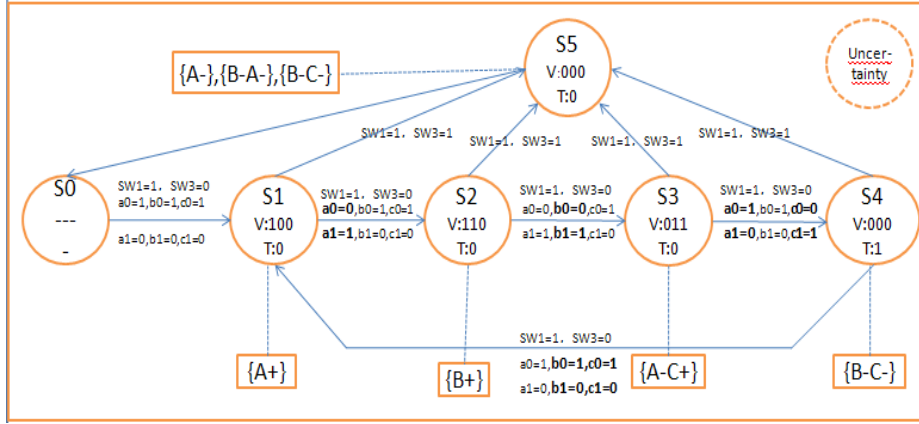 S5
V:000
T:0
Uncer-
tainty
{A-},{B-A-},{B-C-}
SW1=1, SW3=1
SW1=1, SW3=1
SW1=1, SW3=1
SW1=1, SW3=1
S0
---
-
SW1=1, SW3=0
a0=1,b0=1,c0=1
a1=0,b1=0,c1=0
S1
V:100
T:0
SW1=1, SW3=0
a0=0,b0=1,c0=1
a1=1,b1=0,c1=0
S2
V:110
T:0
SW1=1, SW3=0
a0=0,b0=0,c0=1
a1=1,b1=1,c1=0
S3
V:011
T:0
SW1=1, SW3=0
a0=1,b0=1,c0=0
a1=0,b1=0,c1=1
S4
V:000
T:1
SW1=1, SW3=0
a0=1,b0=1,c0=1
a1=0,b1=0,c1=0
{A+}
{B+}
{A-C+}
{B-C-}